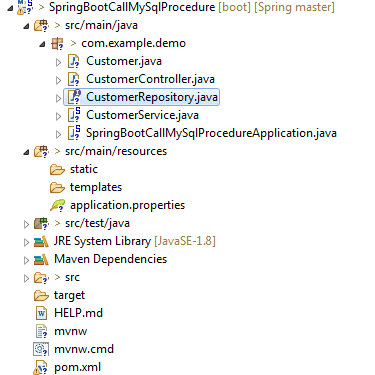 > SpringBootCallMySqlProcedure [boot] [Spring master]
> src/main/java
> com.example.demo
Customer.java
CustomerController.java
CustomerRepository.java
CustomerService.java
SpringBootCallMySqlProcedureApplication.java
> src/main/resources
static
templates
application.properties
> src/test/java
JRE System Library [JavaSE-1.8]
Maven Dependencies
> src
target
HELP.md
mvnw
mvnw.cmd
pom.xml